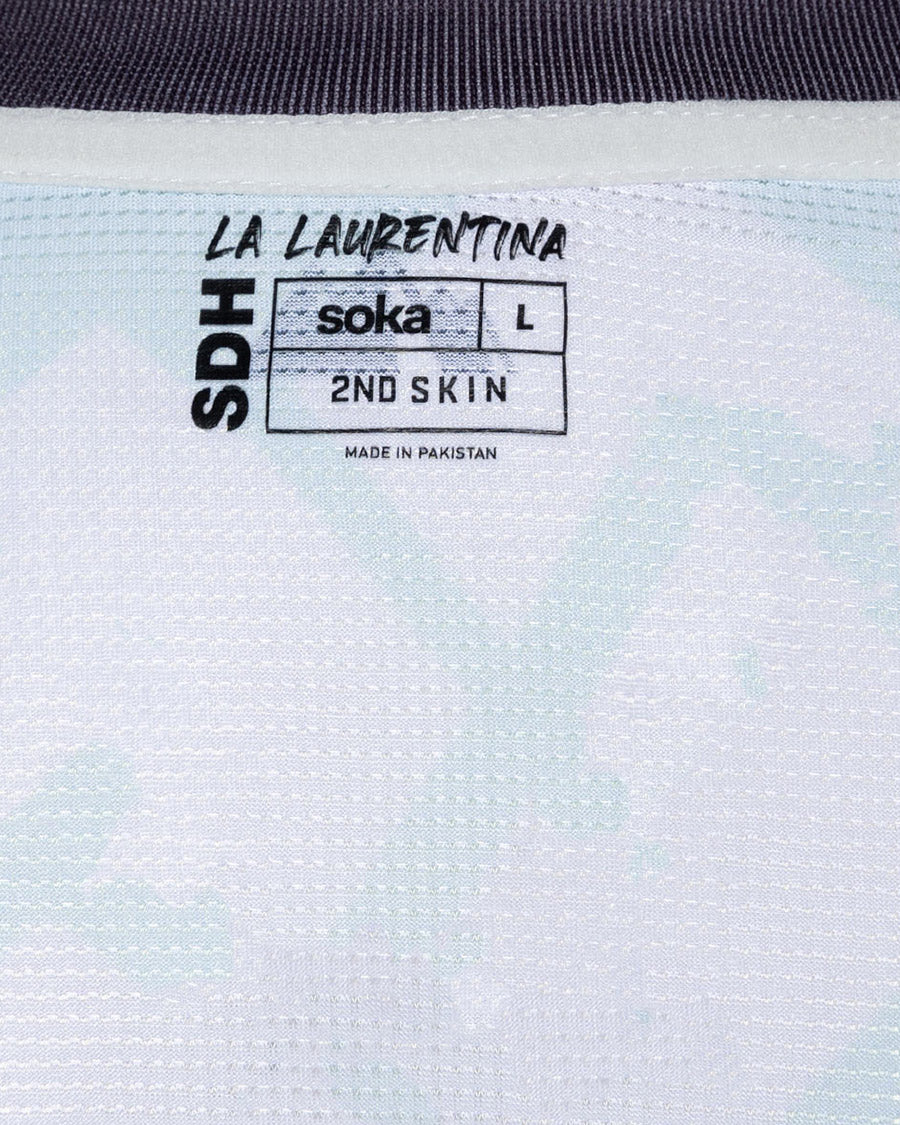 LA LAURENTINA
SDH
soka L
2ND SKIN
MADE IN PAKISTAN